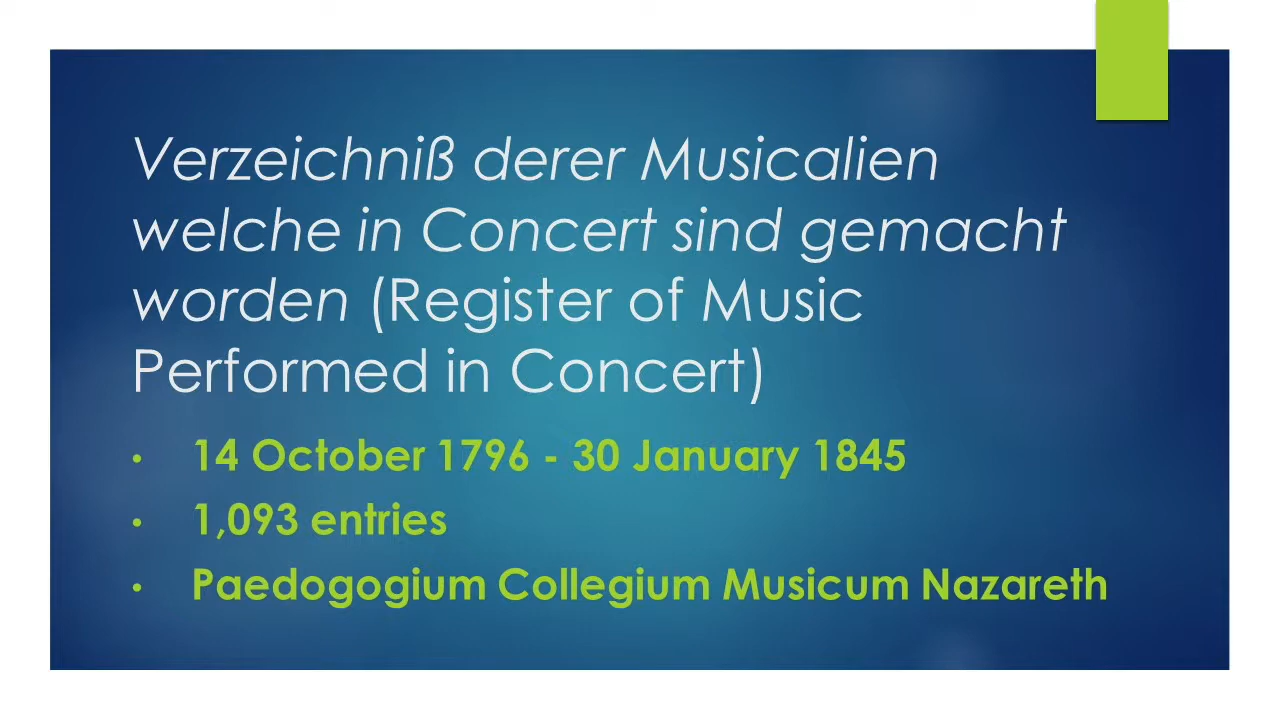 Verzeichniß derer Musicalien
welche in Concert sind gemacht
worden (Register of Music
Performed in Concert)
• 14 October 1796 - 30 January 1845
• 1,093 entries
• Paedogogium Collegium Musicum Nazareth